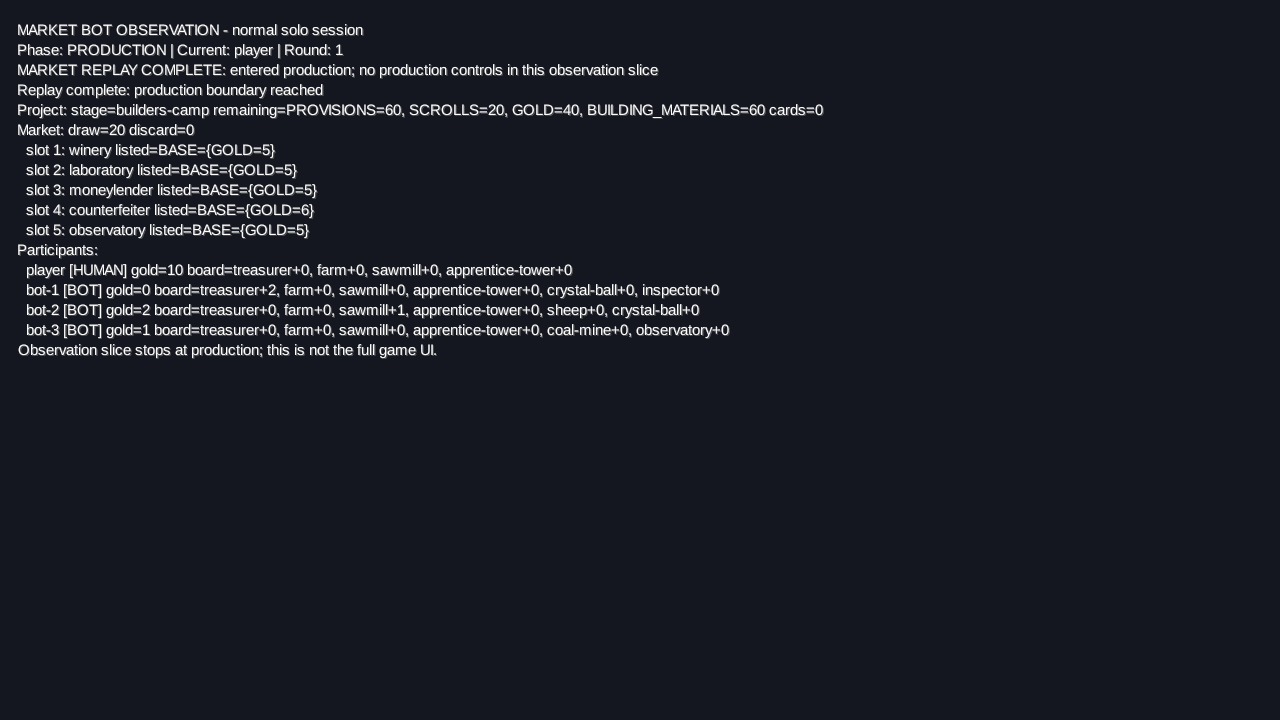 MARKET BOT OBSERVATION - normal solo session
Phase: PRODUCTION | Current: player | Round: 1
MARKET REPLAY COMPLETE: entered production; no production controls in this observation slice
Replay complete: production boundary reached
Project: stage=builders-camp remaining=PROVISIONS=60, SCROLLS=20, GOLD=40, BUILDING_MATERIALS=60 cards=0
Market: draw=20 discard=0
slot 1: winery listed=BASE={GOLD=5}
slot 2: laboratory listed=BASE={GOLD=5}
slot 3: moneylender listed=BASE={GOLD=5}
slot 4: counterfeiter listed=BASE={GOLD=6}
slot 5: observatory listed=BASE={GOLD=5}
Participants:
player [HUMAN] gold=10 board=treasurer+0, farm+0, sawmill+0, apprentice-tower+0
bot-1 [BOT] gold=0 board=treasurer+2, farm+0, sawmill+0, apprentice-tower+0, crystal-ball+0, inspector+0
bot-2 [BOT] gold=2 board=treasurer+0, farm+0, sawmill+1, apprentice-tower+0, sheep+0, crystal-ball+0
bot-3 [BOT] gold=1 board=treasurer+0, farm+0, sawmill+0, apprentice-tower+0, coal-mine+0, observatory+0
Observation slice stops at production; this is not the full game UI.